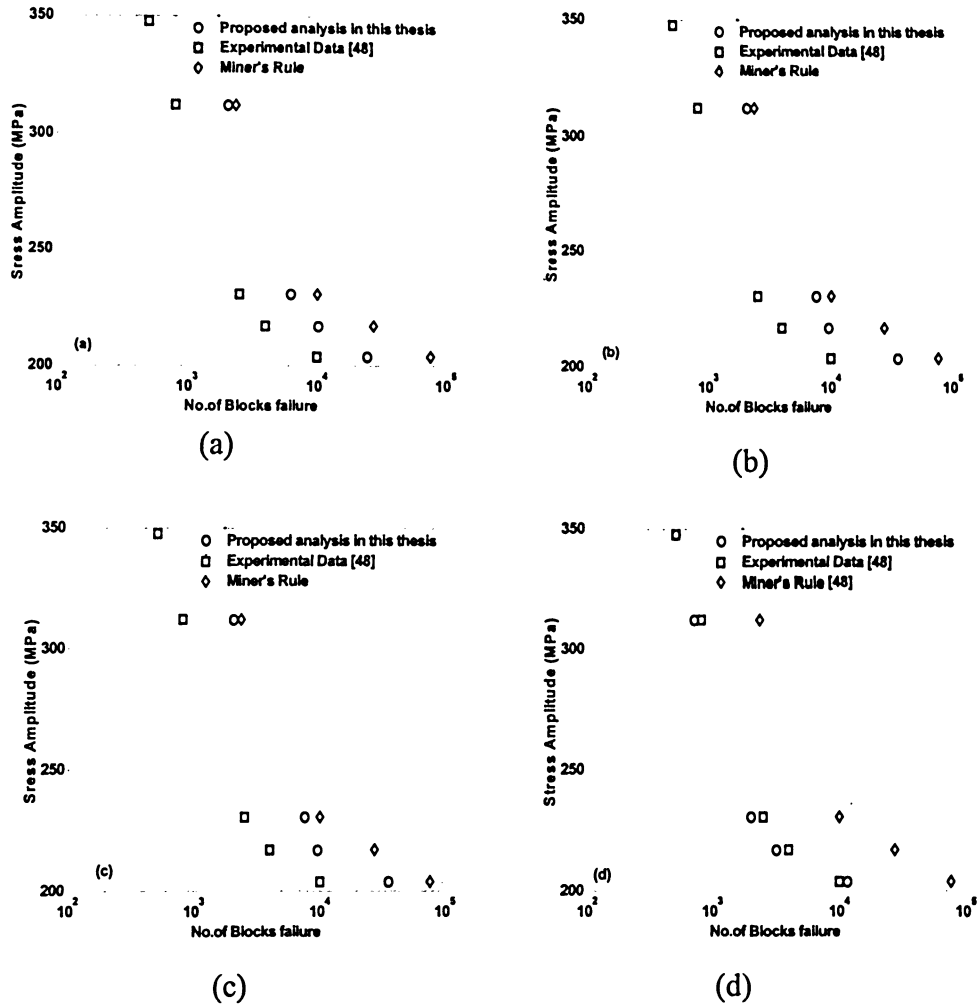 350
Proposed analysis in this thesis
Experimental Data [48]
Miner's Rule
300
250
200
Sress Amplitude (MPa)
(a)
10² 10³ 10⁴ 10⁵
No.of Blocks failure
(a)
350
Proposed analysis in this thesis
Experimental Data [48]
Miner's Rule
300
250
200
Sress Amplitude (MPa)
(b)
10² 10³ 10⁴ 10⁵
No.of Blocks failure
(b)
350
Proposed analysis in this thesis
Experimental Data [48]
Miner's Rule
300
250
200
Sress Amplitude (MPa)
(c)
10² 10³ 10⁴ 10⁵
No.of Blocks failure
(c)
350
Proposed analysis in this thesis
Experimental Data [48]
Miner's Rule [48]
300
250
200
Stress Amplitude (MPa)
(d)
10² 10³ 10⁴ 10⁵
No.of Blocks failure
(d)